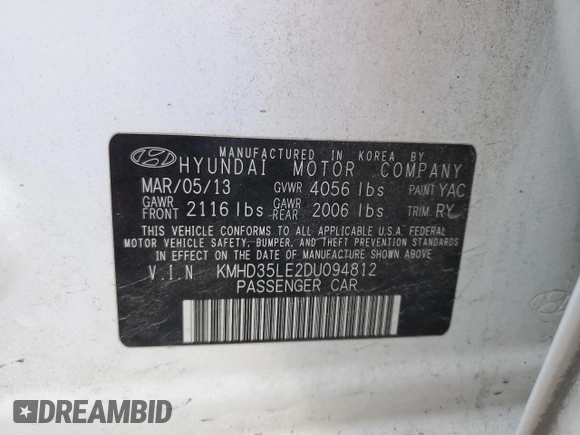 MANUFACTURED IN KOREA BY
HYUNDAI MOTOR COMPANY
MAR/05/13 GVWR 4056 lbs PAINT YAC
GAWR FRONT 2116 lbs GAWR REAR 2006 lbs TRIM RY
THIS VEHICLE CONFORMS TO ALL APPLICABLE U.S.A. FEDERAL
MOTOR VEHICLE SAFETY, BUMPER, AND THEFT PREVENTION STANDARDS
IN EFFECT ON THE DATE OF MANUFACTURE SHOWN ABOVE
V.I.N KMHD35LE2DU094812
PASSENGER CAR
DREAMBID